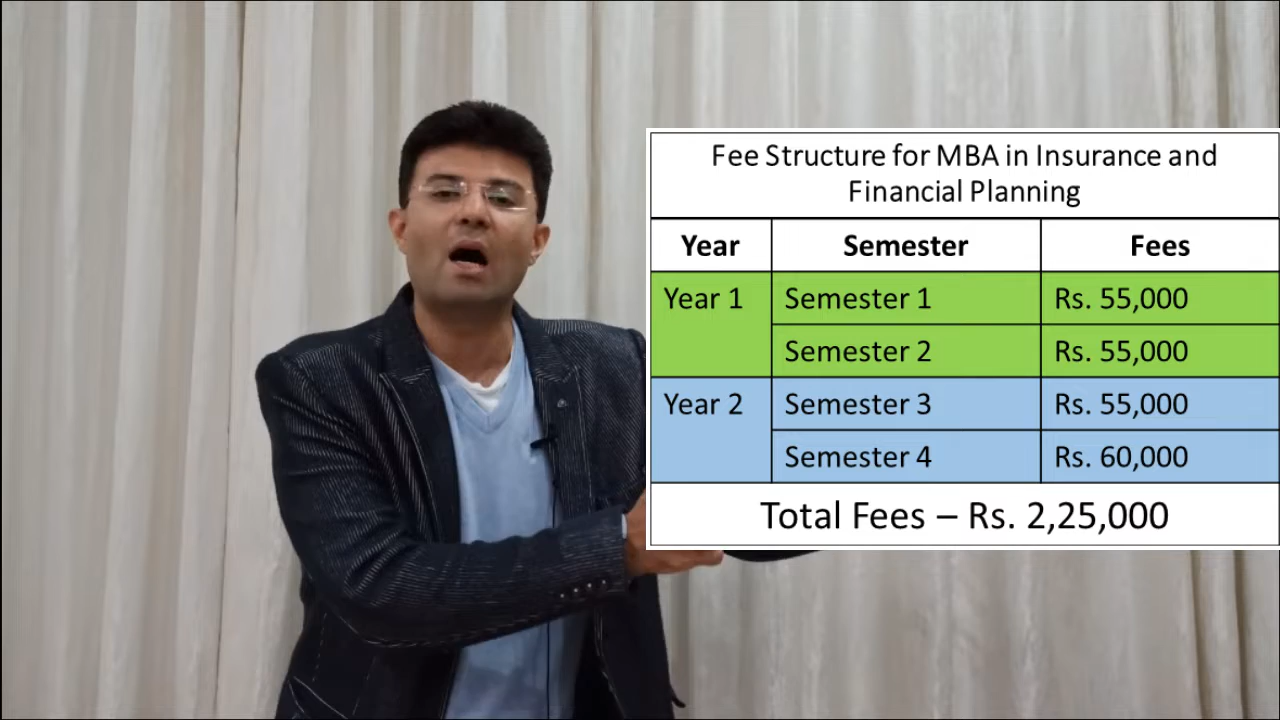 Fee Structure for MBA in Insurance and
Financial Planning
Year Semester Fees
Year 1 Semester 1 Rs. 55,000
Semester 2 Rs. 55,000
Year 2 Semester 3 Rs. 55,000
Semester 4 Rs. 60,000
Total Fees – Rs. 2,25,000